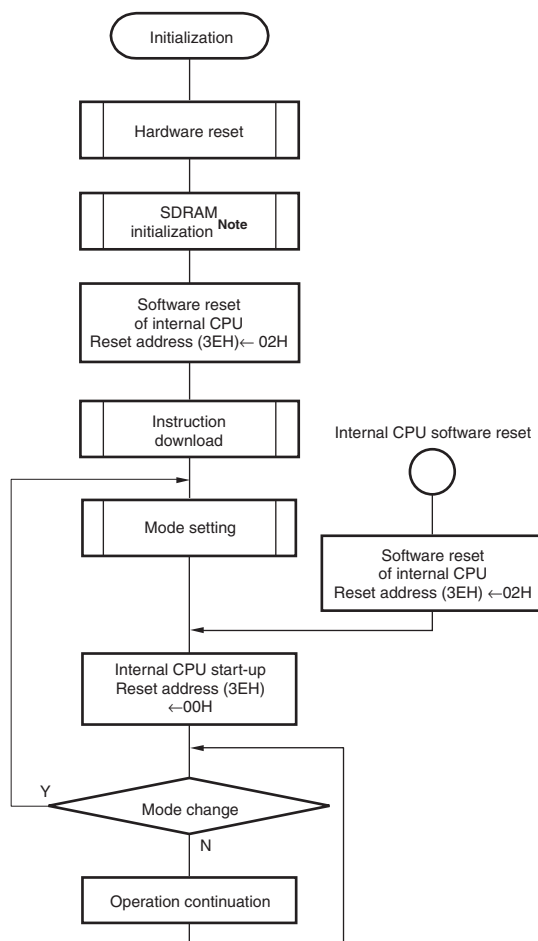 Initialization
Hardware reset
SDRAM
initialization Note
Software reset
of internal CPU
Reset address (3EH)← 02H
Instruction
download
Internal CPU software reset
Mode setting
Software reset
of internal CPU
Reset address (3EH) ←02H
Internal CPU start-up
Reset address (3EH)
←00H
Y
Mode change
N
Operation continuation